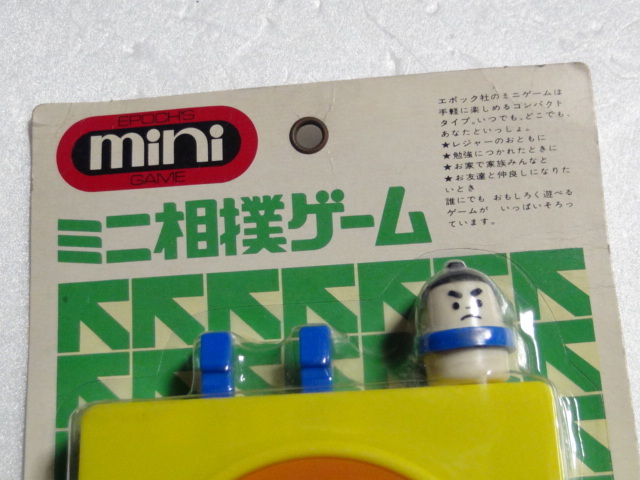 EPOCH'S
mini
GAME
ミニ相撲ゲーム
エポック社のミニゲームは
手軽に楽しめるコンパクト
タイプ。いつでも、どこでも、
あなたといっしょ。
★レジャーのおともに
★勉強につかれたときに
★お家で家族みんなと
★お友達と仲良しになりた
いとき
誰にでも おもしろく遊べる
ゲームが いっぱいそろっ
ています。